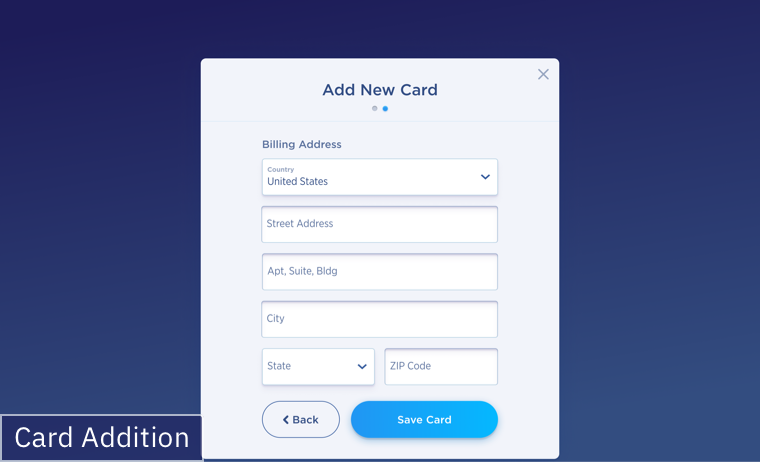 Add New Card
Billing Address
Country
United States
Street Address
Apt, Suite, Bldg
City
State
ZIP Code
Back
Save Card
Card Addition